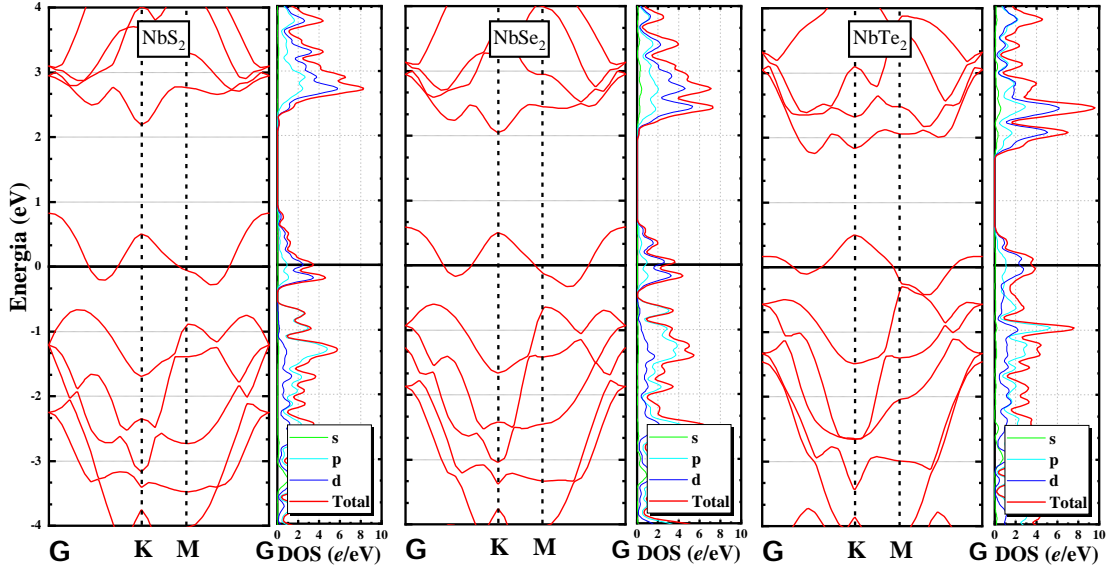 NbS2
NbSe2
NbTe2
Energia (eV)
4
3
2
1
0
-1
-2
-3
-4
s
p
d
Total
s
p
d
Total
s
p
d
Total
0 2 4 6 8 10
0 2 4 6 8 10
0 2 4 6 8 10
G K M G DOS (e/eV)
G K M G DOS (e/eV)
G K M G DOS (e/eV)